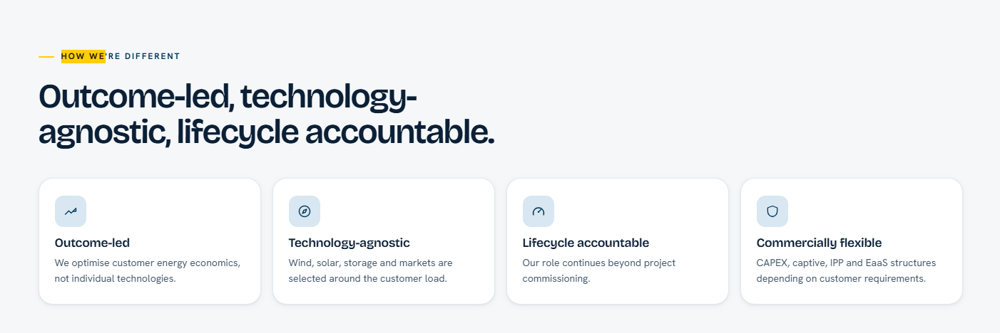 HOW WE'RE DIFFERENT
Outcome-led, technology-
agnostic, lifecycle accountable.
Outcome-led
We optimise customer energy economics,
not individual technologies.
Technology-agnostic
Wind, solar, storage and markets are
selected around the customer load.
Lifecycle accountable
Our role continues beyond project
commissioning.
Commercially flexible
CAPEX, captive, IPP and EaaS structures
depending on customer requirements.